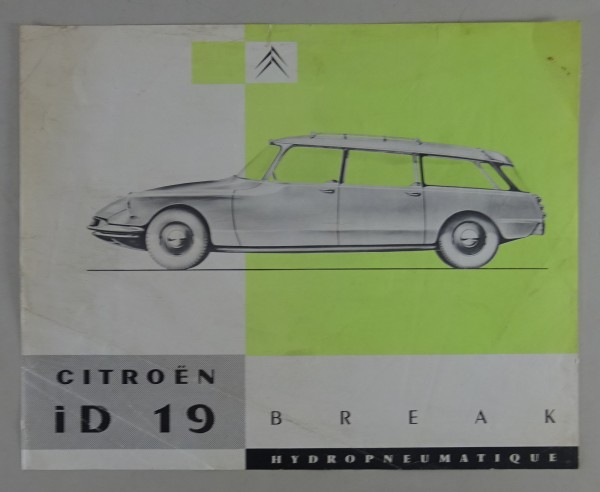 CITROËN
iD 19
BREAK
HYDROPNEUMATIQUE